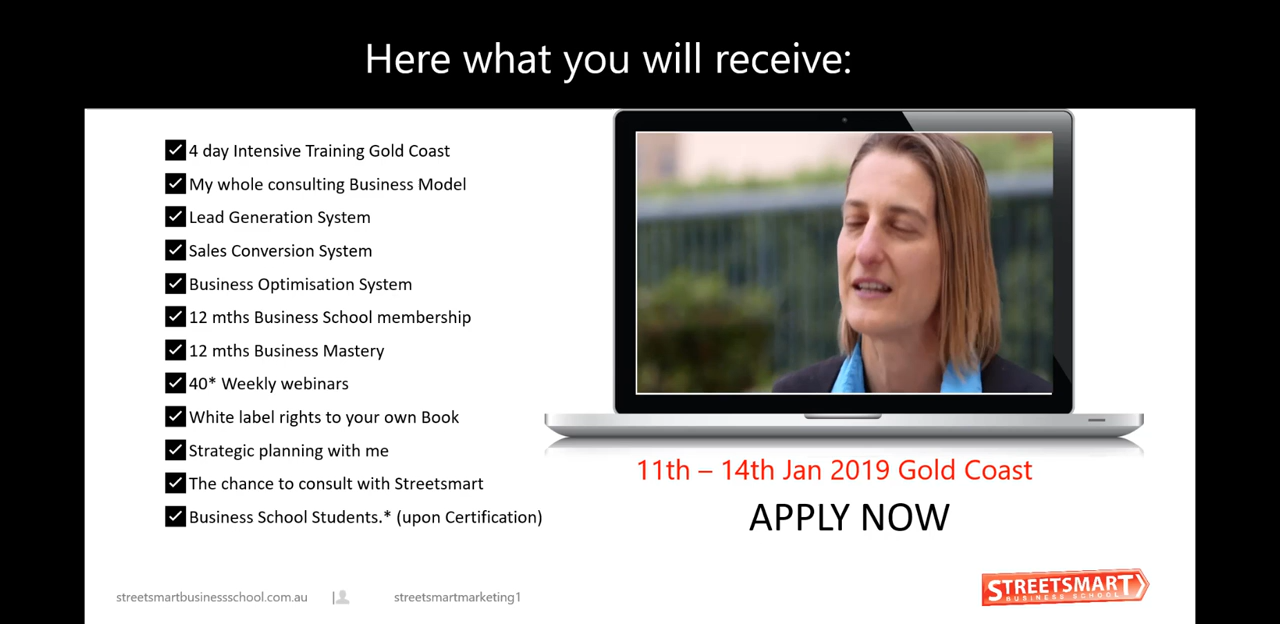 Here what you will receive:
4 day Intensive Training Gold Coast
My whole consulting Business Model
Lead Generation System
Sales Conversion System
Business Optimisation System
12 mths Business School membership
12 mths Business Mastery
40* Weekly webinars
White label rights to your own Book
Strategic planning with me
The chance to consult with Streetsmart
Business School Students.* (upon Certification)
11th – 14th Jan 2019 Gold Coast
APPLY NOW
streetsmartbusinessschool.com.au
streetsmartmarketing1
STREETSMART
BUSINESS SCHOOL